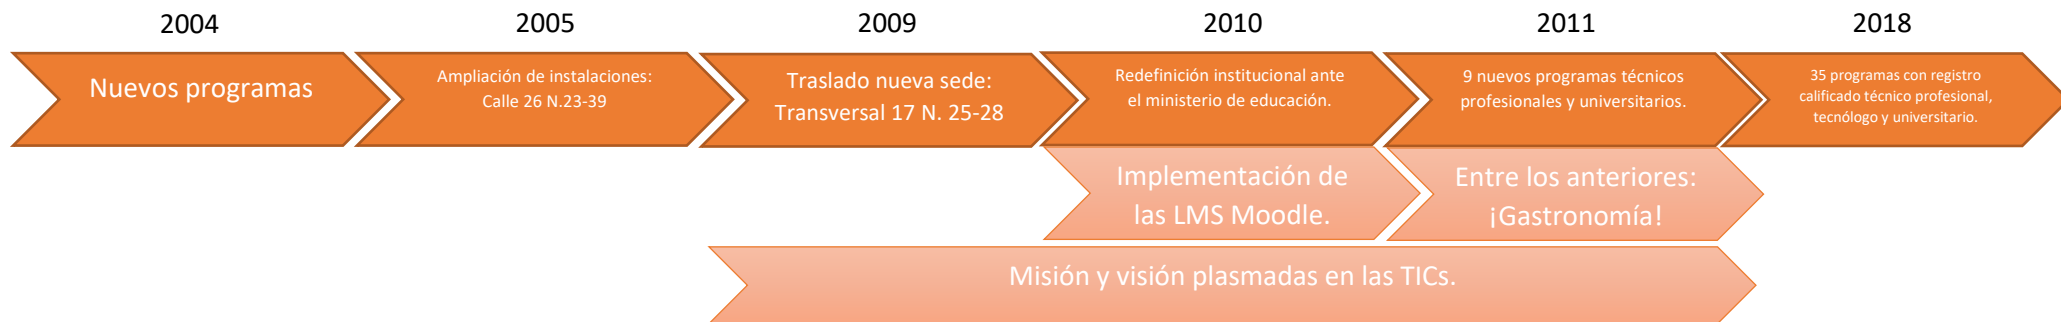 2004
2005
2009
2010
2011
2018
Nuevos programas
Ampliación de instalaciones:
Calle 26 N.23-39
Traslado nueva sede:
Transversal 17 N. 25-28
Redefinición institucional ante
el ministerio de educación.
9 nuevos programas técnicos
profesionales y universitarios.
35 programas con registro
calificado técnico profesional,
tecnólogo y universitario.
Implementación de
las LMS Moodle.
Entre los anteriores:
¡Gastronomía!
Misión y visión plasmadas en las TICs.